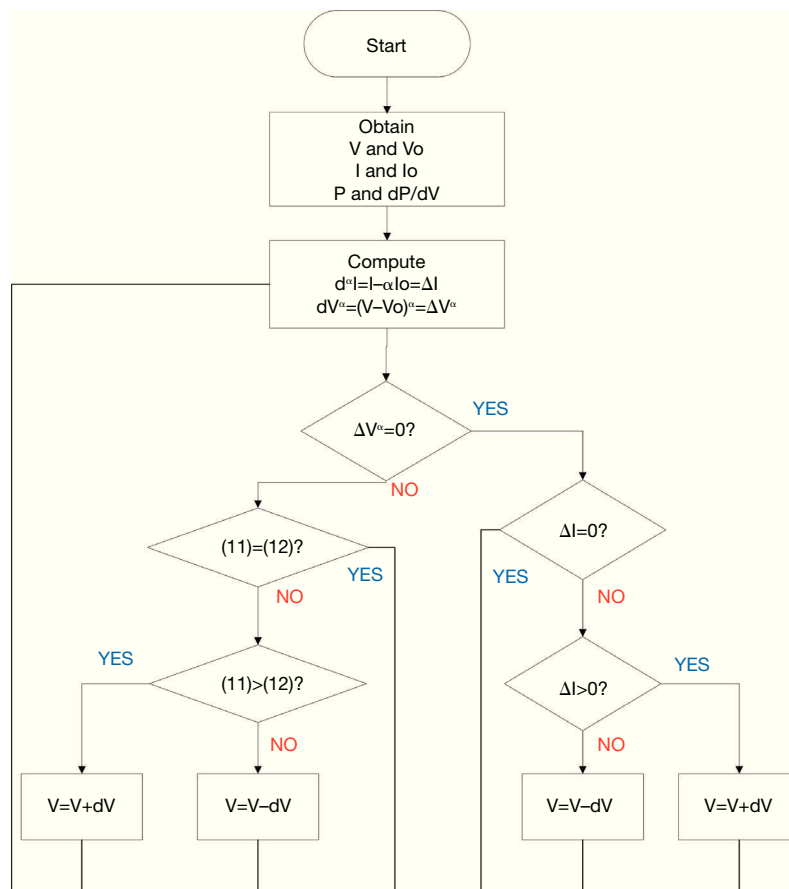 Start
Obtain
V and Vo
I and Io
P and dP/dV
Compute
dᵅI=I–αIo=ΔI
dVᵅ=(V–Vo)ᵅ=ΔVᵅ
ΔVᵅ=0?
YES
NO
(11)=(12)?
YES
NO
ΔI=0?
YES
NO
(11)>(12)?
YES
NO
ΔI>0?
YES
NO
V=V+dV
V=V–dV
V=V–dV
V=V+dV